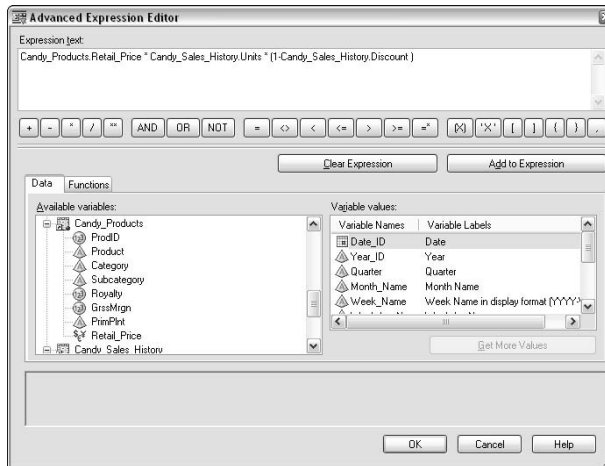 Advanced Expression Editor
Expression text:
Candy_Products.Retail_Price * Candy_Sales_History.Units * (1-Candy_Sales_History.Discount )
+ - * / ** AND OR NOT = <> < <= > >= =* (X) 'X' [ ] { } ,
Clear Expression Add to Expression
Data Functions
Available variables:
Candy_Products
ProdID
Product
Category
Subcategory
Royalty
GrssMrgn
PrimPlnt
Retail_Price
Candy_Sales_History
Variable values:
Variable Names Variable Labels
Date_ID Date
Year_ID Year
Quarter Quarter
Month_Name Month Name
Week_Name Week Name in display format
Get More Values
OK Cancel Help